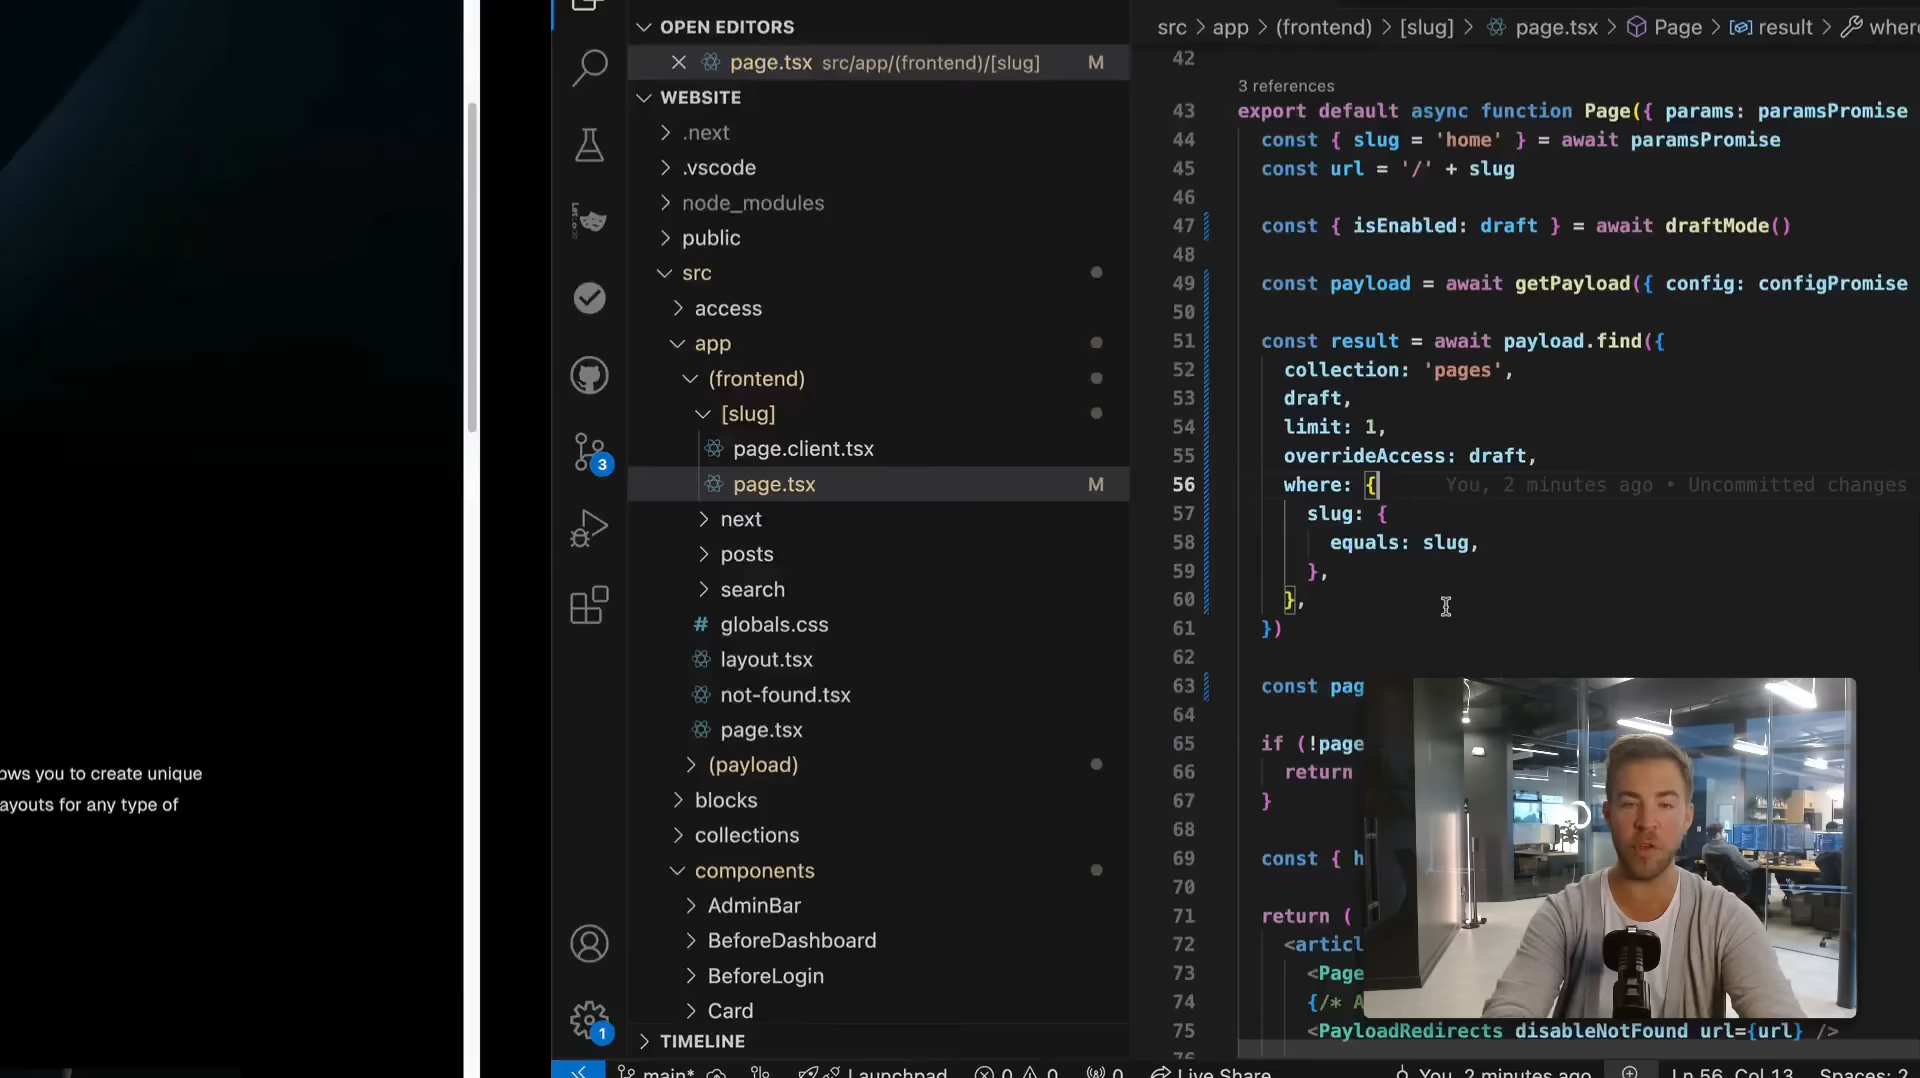 ows you to create unique
ayouts for any type of
3
1
OPEN EDITORS
page.tsx src/app/(frontend)/[slug] M
WEBSITE
.next
.vscode
node_modules
public
src
access
app
(frontend)
[slug]
page.client.tsx
page.tsx M
next
posts
search
# globals.css
layout.tsx
not-found.tsx
page.tsx
(payload)
blocks
collections
components
AdminBar
BeforeDashboard
BeforeLogin
Card
TIMELINE
src > app > (frontend) > [slug] > page.tsx > Page > result > where
42
3 references
43 export default async function Page({ params: paramsPromise
44 const { slug = 'home' } = await paramsPromise
45 const url = '/' + slug
46
47 const { isEnabled: draft } = await draftMode()
48
49 const payload = await getPayload({ config: configPromise
50
51 const result = await payload.find({
52 collection: 'pages',
53 draft,
54 limit: 1,
55 overrideAccess: draft,
56 where: { You, 2 minutes ago • Uncommitted changes
57 slug: {
58 equals: slug,
59 },
60 },
61 })
62
63 const pag
64
65 if (!page
66 return
67 }
68
69 const { h
70
71 return (
72 <articl
73 <Page
74 {/* A
75 <PayloadRedirects disableNotFound url={url} />
76
main* Launchpad 0 0 0 Live Share You, 2 minutes ago Ln 56, Col 13 Spaces: 2